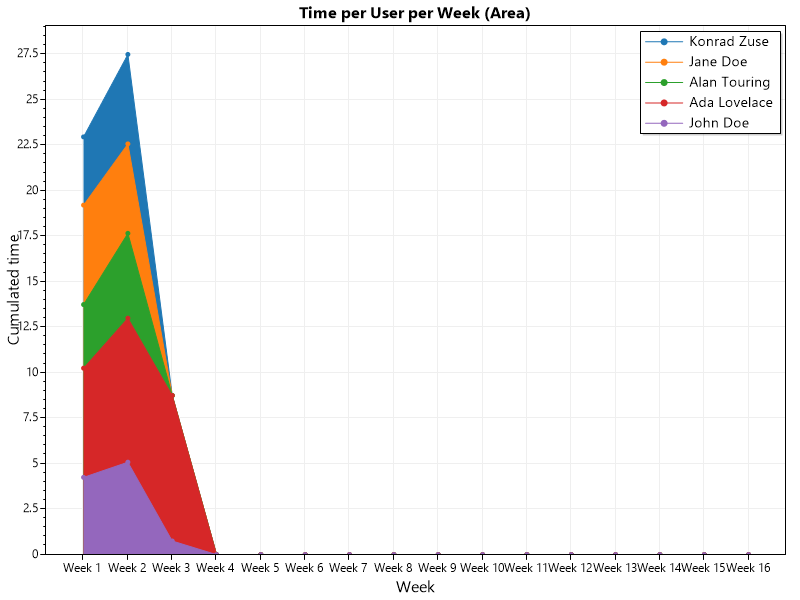 Time per User per Week (Area)
Konrad Zuse
Jane Doe
Alan Touring
Ada Lovelace
John Doe
Cumulated time
27.5
25
22.5
20
17.5
15
12.5
10
7.5
5
2.5
0
Week 1 Week 2 Week 3 Week 4 Week 5 Week 6 Week 7 Week 8 Week 9 Week 10 Week 11 Week 12 Week 13 Week 14 Week 15 Week 16
Week